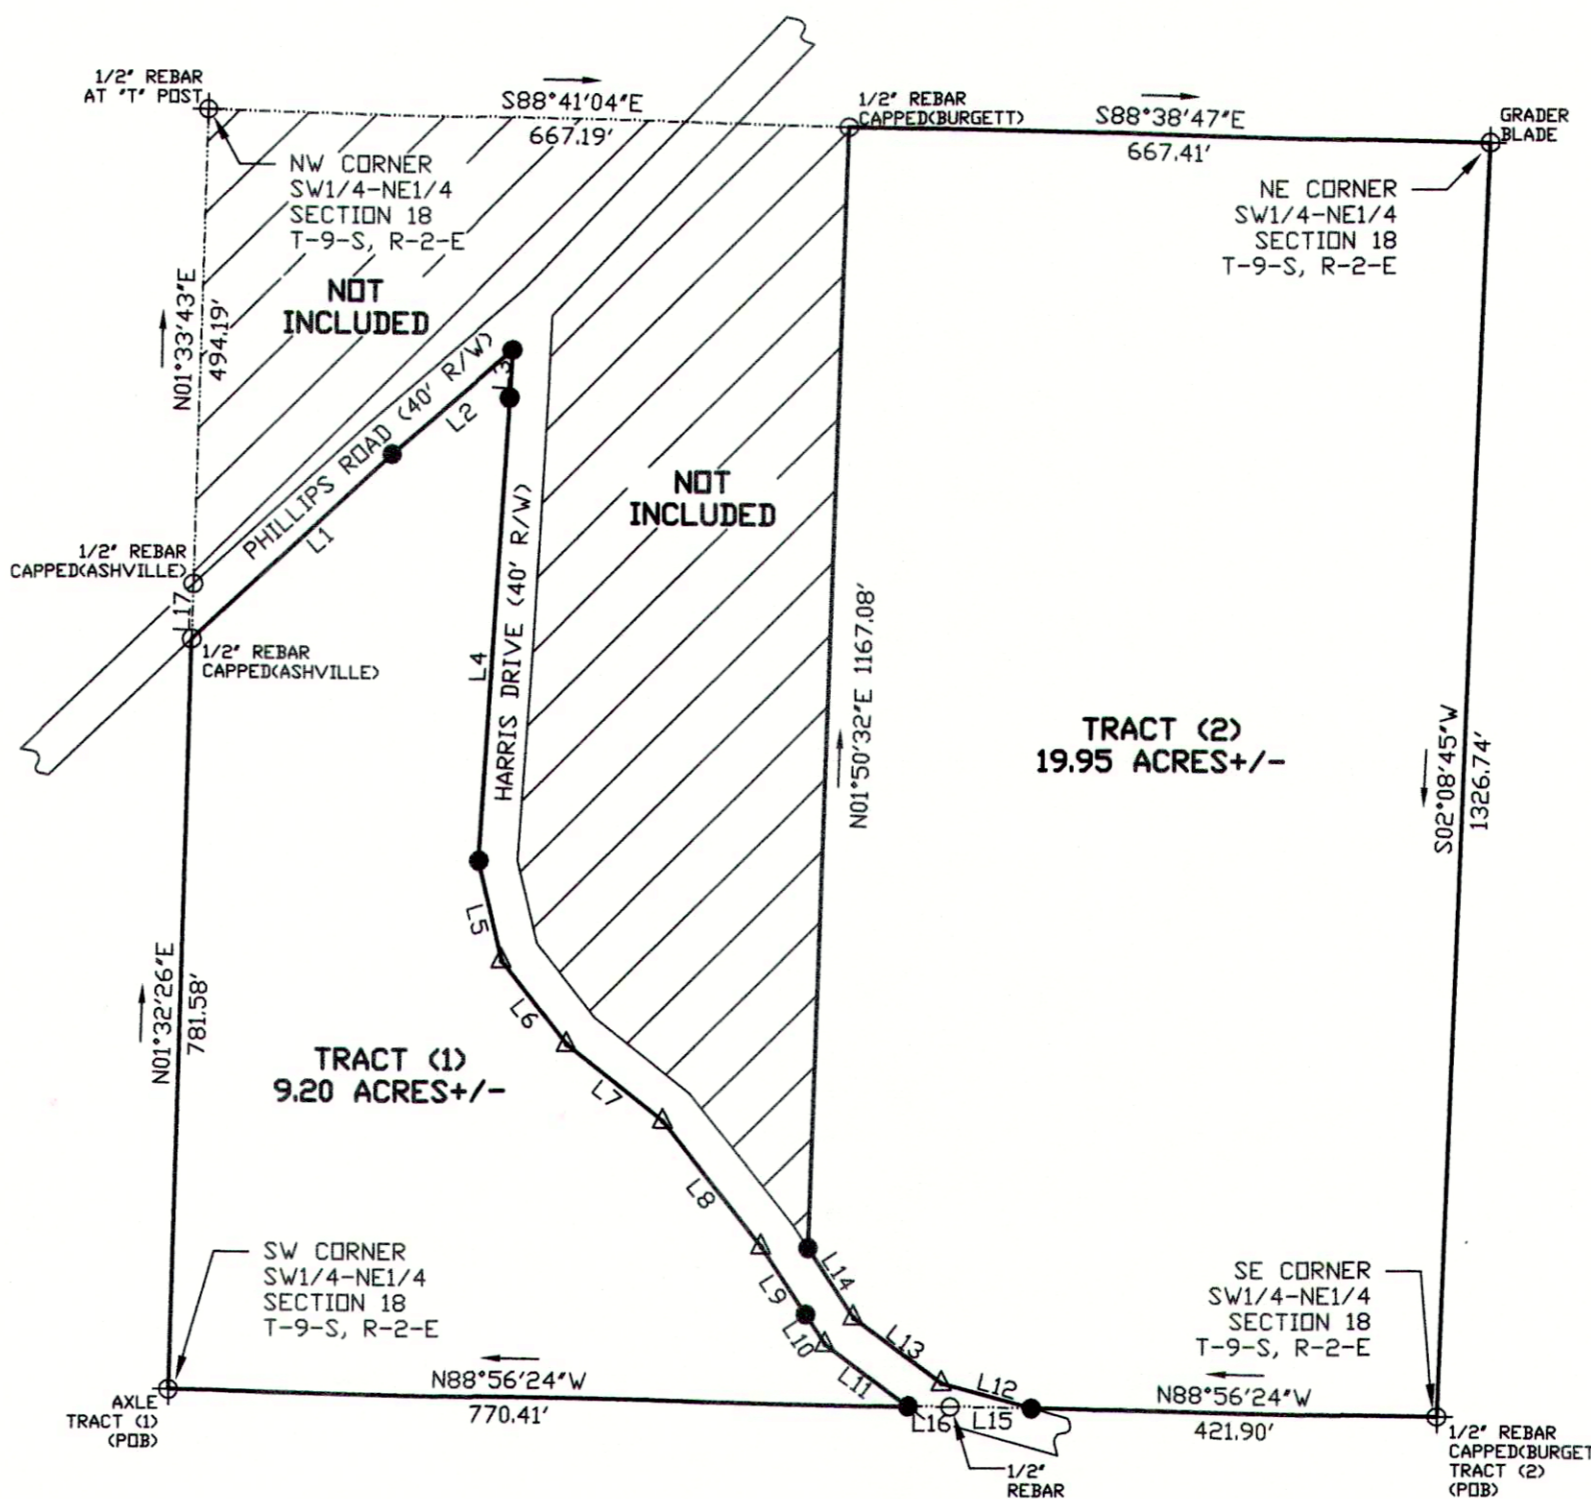 1/2" REBAR
AT "T" POST
S88°41'04"E
667.19'
1/2" REBAR
CAPPED(BURGETT)
S88°38'47"E
667.41'
GRADER
BLADE
NW CORNER
SW1/4-NE1/4
SECTION 18
T-9-S, R-2-E
NE CORNER
SW1/4-NE1/4
SECTION 18
T-9-S, R-2-E
NOT
INCLUDED
N01°33'43"E
494.19'
PHILLIPS ROAD (40' R/W)
L1
L2
L3
NOT
INCLUDED
1/2" REBAR
CAPPED(ASHVILLE)
L17
1/2" REBAR
CAPPED(ASHVILLE)
L4
HARRIS DRIVE (40' R/W)
N01°50'32"E 1167.08'
TRACT (2)
19.95 ACRES+/-
S02°08'45"W
1326.74'
L5
N01°32'26"E
781.58'
L6
TRACT (1)
9.20 ACRES+/-
L7
L8
SW CORNER
SW1/4-NE1/4
SECTION 18
T-9-S, R-2-E
L9
L10
L11
L14
L13
L12
SE CORNER
SW1/4-NE1/4
SECTION 18
T-9-S, R-2-E
AXLE
TRACT (1)
(POB)
N88°56'24"W
770.41'
L16
L15
1/2"
REBAR
N88°56'24"W
421.90'
1/2" REBAR
CAPPED(BURGET
TRACT (2)
(POB)